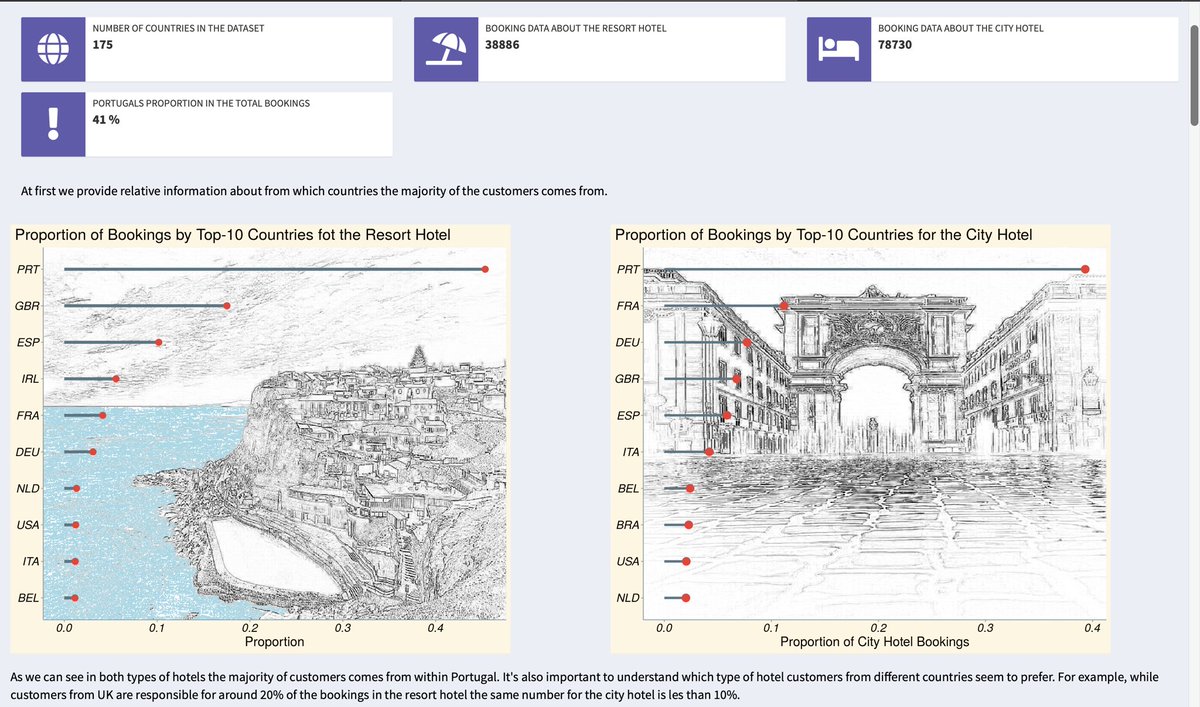 NUMBER OF COUNTRIES IN THE DATASET
175
BOOKING DATA ABOUT THE RESORT HOTEL
38886
BOOKING DATA ABOUT THE CITY HOTEL
78730
PORTUGALS PROPORTION IN THE TOTAL BOOKINGS
41 %
At first we provide relative information about from which countries the majority of the customers comes from.
Proportion of Bookings by Top-10 Countries fot the Resort Hotel
PRT
GBR
ESP
IRL
FRA
DEU
NLD
USA
ITA
BEL
0.0 0.1 0.2 0.3 0.4
Proportion
Proportion of Bookings by Top-10 Countries for the City Hotel
PRT
FRA
DEU
GBR
ESP
ITA
BEL
BRA
USA
NLD
0.0 0.1 0.2 0.3 0.4
Proportion of City Hotel Bookings
As we can see in both types of hotels the majority of customers comes from within Portugal. It's also important to understand which type of hotel customers from different countries seem to prefer. For example, while
customers from UK are responsible for around 20% of the bookings in the resort hotel the same number for the city hotel is les than 10%.